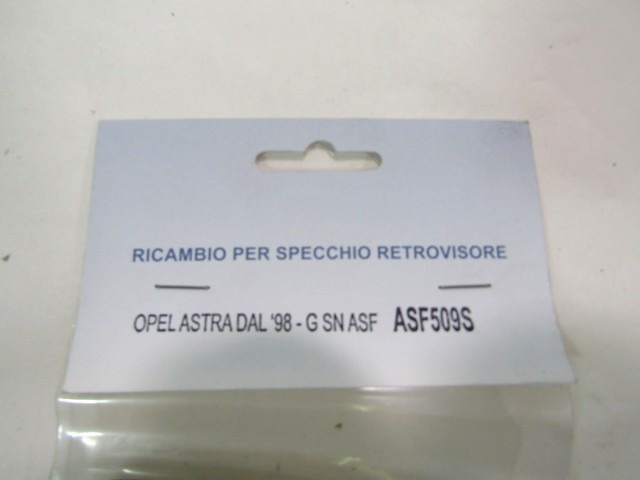 RICAMBIO PER SPECCHIO RETROVISORE
OPEL ASTRA DAL '98 - G SN ASF ASF509S